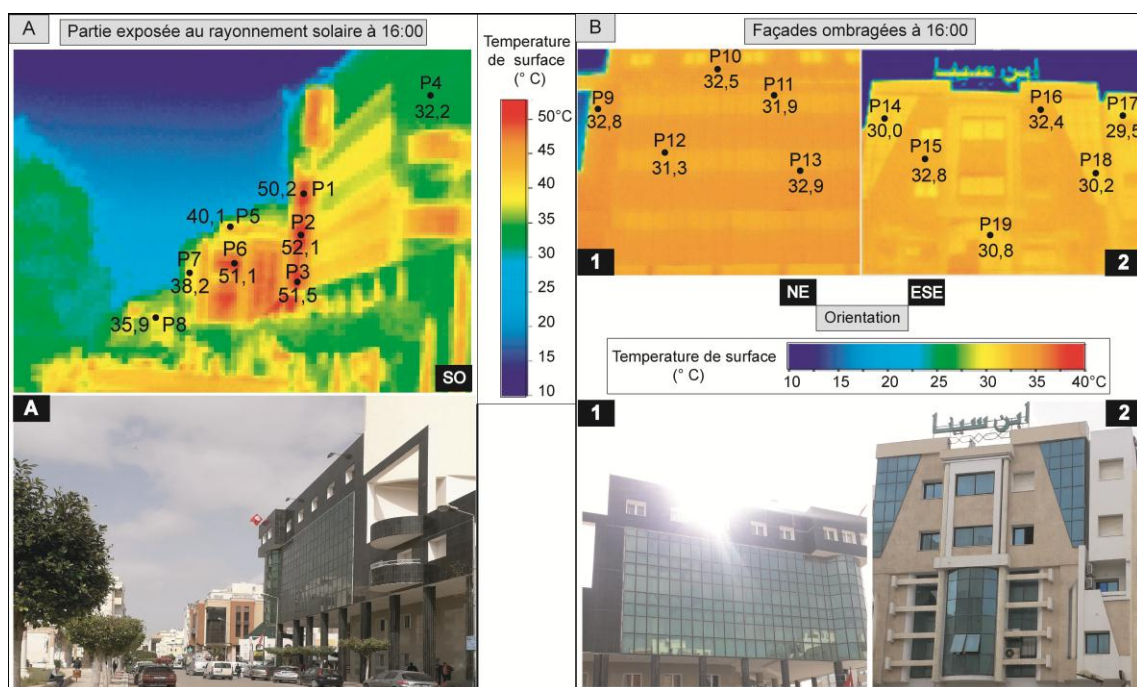 A
Partie exposée au rayonnement solaire à 16:00
Temperature
de surface
(° C)
50°C
45
40
35
30
25
20
15
10
P4
32,2
50,2 P1
40,1 P5
P2
52,1
P6
51,1
P7
38,2
P3
51,5
35,9 P8
SO
A
B
Façades ombragées à 16:00
P10
32,5
P11
31,9
P9
32,8
P12
31,3
P13
32,9
1
ابن سينا
P16
32,4
P14
30,0
P17
29,5
P15
32,8
P18
30,2
P19
30,8
2
NE
ESE
Orientation
Temperature de surface
(° C)
10 15 20 25 30 35 40°C
1
2
ابن سينا